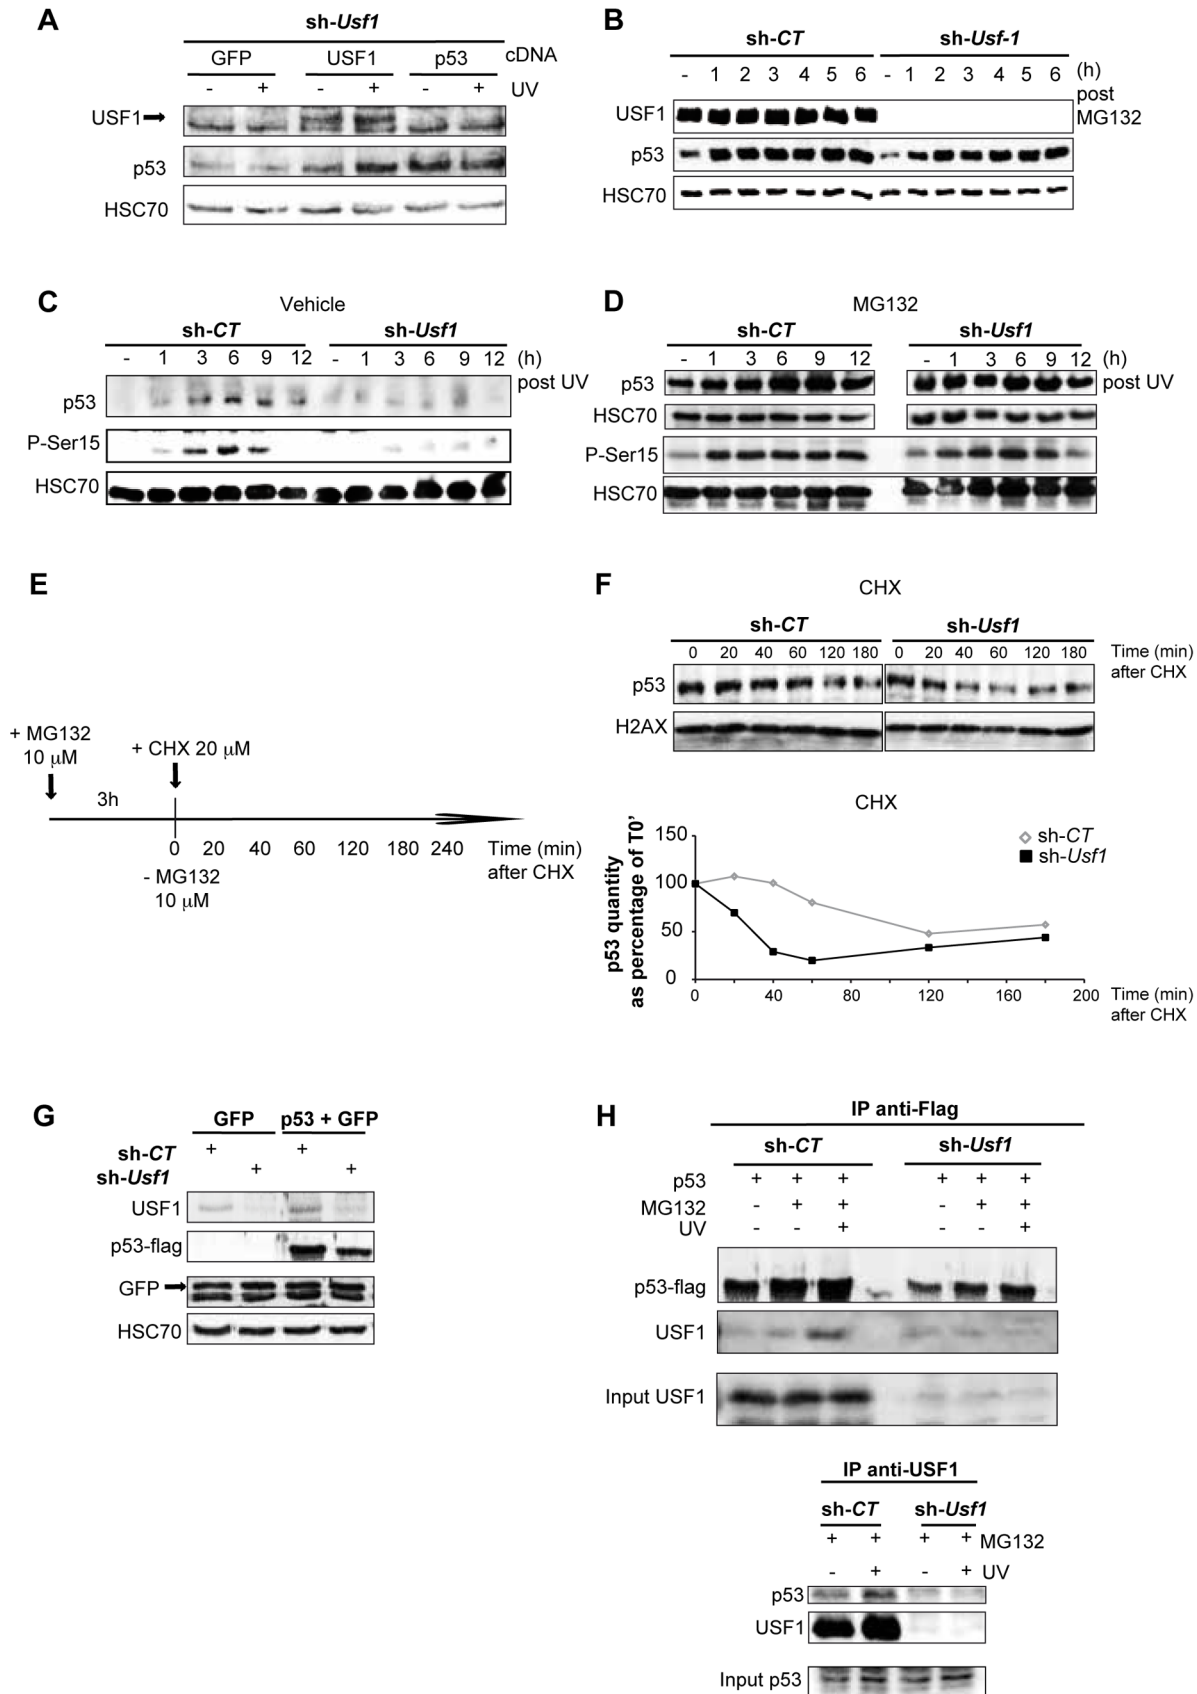 A
sh-Usf1
GFP USF1 p53 cDNA
- + - + - + UV
USF1
p53
HSC70
B
sh-CT sh-Usf-1
- 1 2 3 4 5 6 - 1 2 3 4 5 6 (h)
post
MG132
USF1
p53
HSC70
C
Vehicle
sh-CT sh-Usf1
- 1 3 6 9 12 - 1 3 6 9 12 (h)
post UV
p53
P-Ser15
HSC70
D
MG132
sh-CT sh-Usf1
- 1 3 6 9 12 - 1 3 6 9 12 (h)
post UV
p53
HSC70
P-Ser15
HSC70
E
+ MG132
10 μM
+ CHX 20 μM
3h
0 20 40 60 120 180 240 Time (min)
after CHX
- MG132
10 μM
F
CHX
sh-CT sh-Usf1
0 20 40 60 120 180 0 20 40 60 120 180 Time (min)
after CHX
p53
H2AX
CHX
p53 quantity
as percentage of T0'
150
100
50
0
sh-CT
sh-Usf1
0 40 80 120 160 200 Time (min)
after CHX
G
GFP p53 + GFP
sh-CT + +
sh-Usf1 + +
USF1
p53-flag
GFP
HSC70
H
IP anti-Flag
sh-CT sh-Usf1
p53 + + + + + +
MG132 - + + - + +
UV - - + - - +
p53-flag
USF1
Input USF1
IP anti-USF1
sh-CT sh-Usf1
+ + + + MG132
- + - + UV
p53
USF1
Input p53